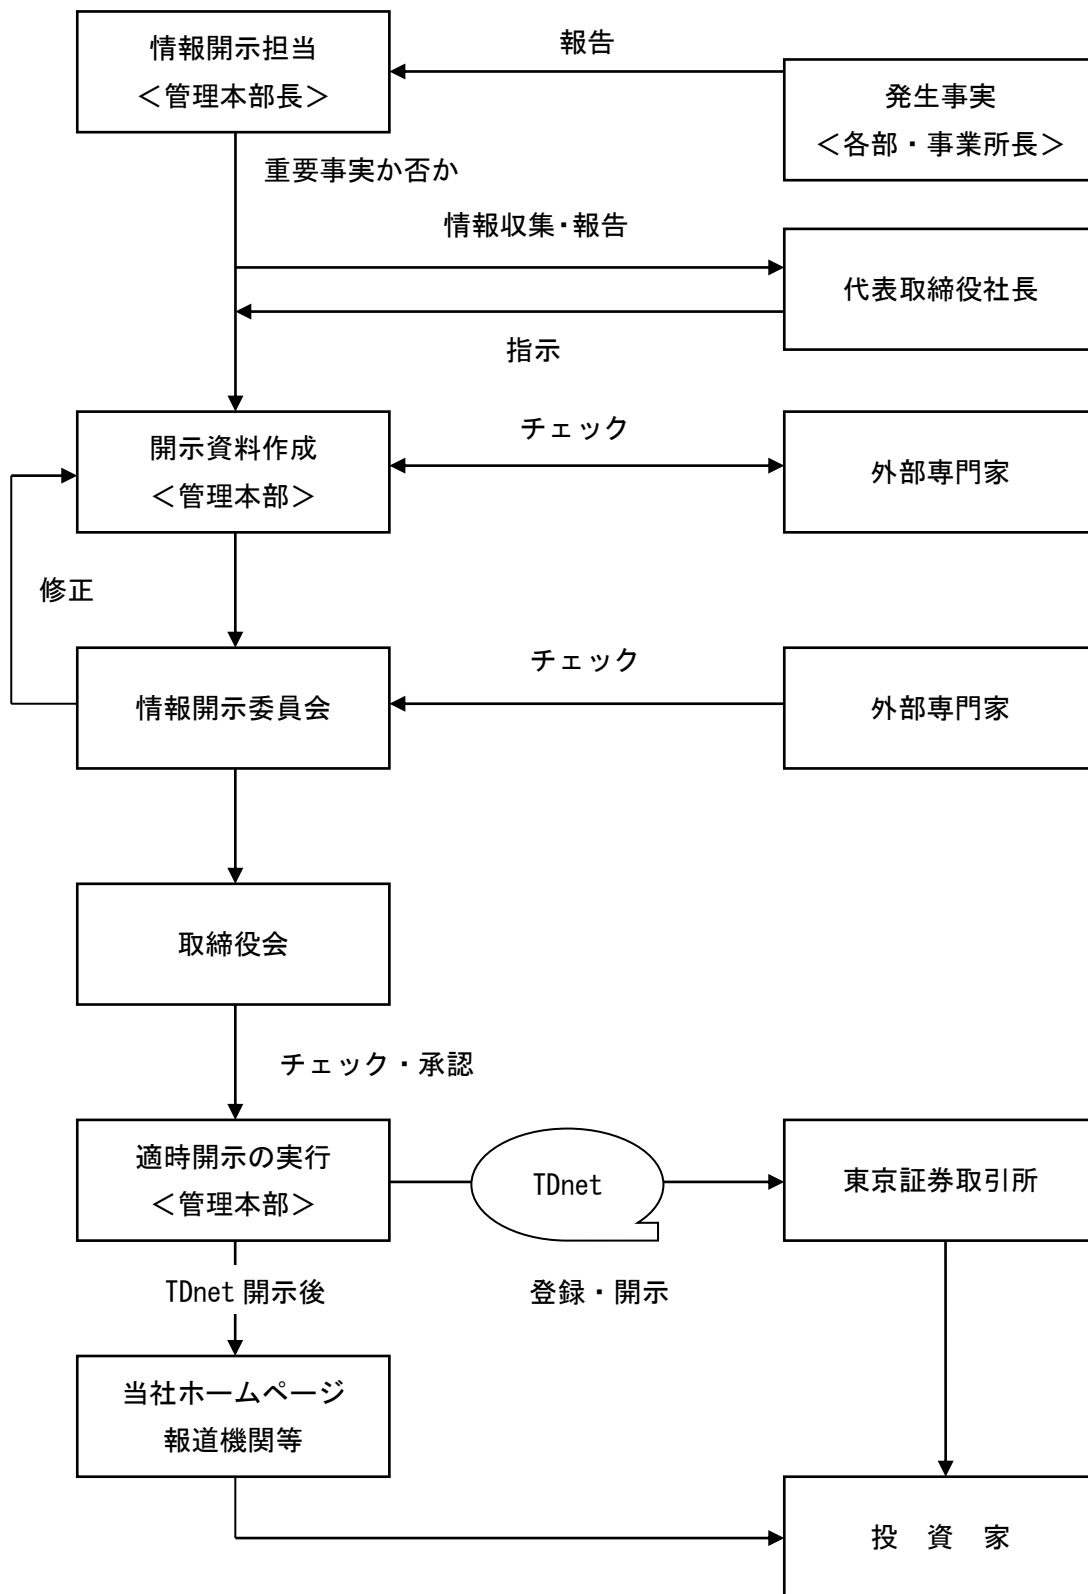 情報開示担当
＜管理本部長＞
報告
発生事実
＜各部・事業所長＞
重要事実か否か
情報収集・報告
代表取締役社長
指示
開示資料作成
＜管理本部＞
チェック
外部専門家
修正
情報開示委員会
チェック
外部専門家
取締役会
チェック・承認
適時開示の実行
＜管理本部＞
TDnet
東京証券取引所
TDnet 開示後
登録・開示
当社ホームページ
報道機関等
投　資　家